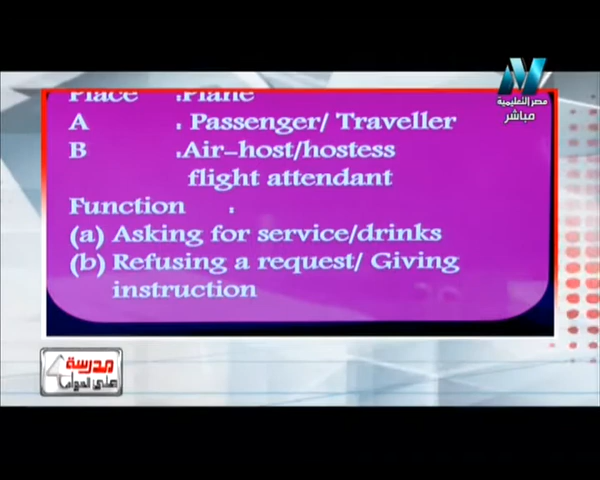 مصر التعليمية
مباشر
Place :Plane
A : Passenger/ Traveller
B :Air-host/hostess
flight attendant
Function :
(a) Asking for service/drinks
(b) Refusing a request/ Giving
instruction
مدرسة
على الهواء